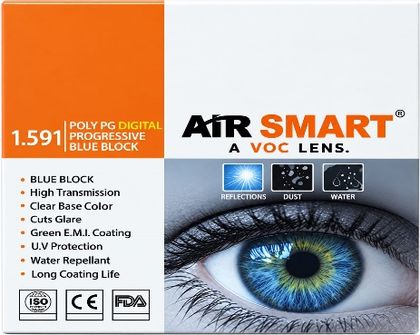 1.591
POLY PG DIGITAL
PROGRESSIVE
BLUE BLOCK
AiR SMART®
A VOC LENS.
REFLECTIONS
DUST
WATER
• BLUE BLOCK
• High Transmission
• Clear Base Color
• Cuts Glare
• Green E.M.I. Coating
• U.V Protection
• Water Repellant
• Long Coating Life
ISO
CE
FDA